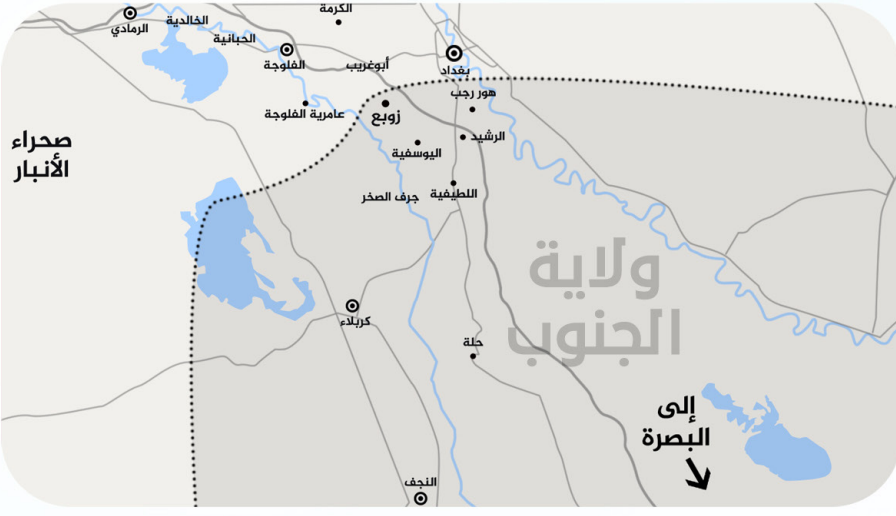 الكرمة
الخالدية
الرمادي
الحبانية
بغداد
الفلوجة
أبوغريب
هور رجب
عامرية الفلوجة
زوبع
الرشيد
صحراء
الأنبار
اليوسفية
اللطيفية
جرف الصخر
ولاية
الجنوب
كربلاء
حلة
إلى
البصرة
النجف